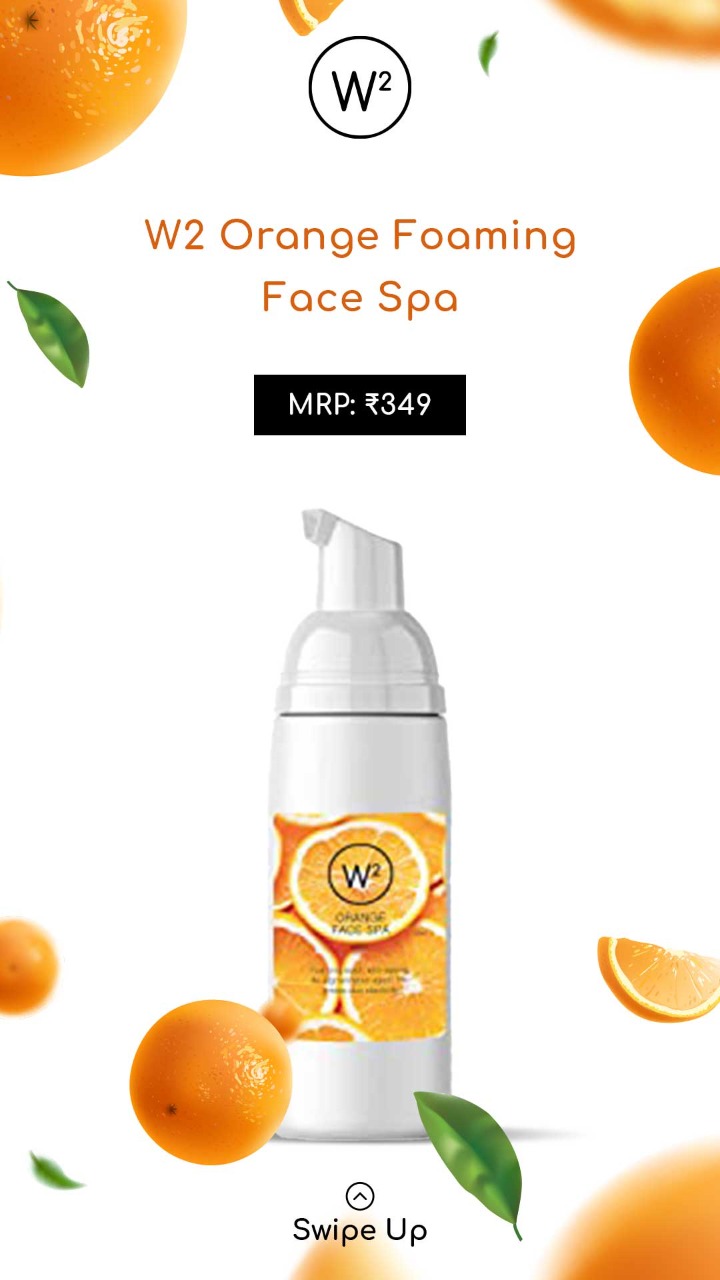 W²
W2 Orange Foaming
Face Spa
MRP: ₹349
W²
ORANGE
FACE SPA
Swipe Up